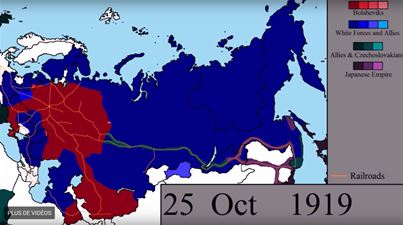 Bolsheviks
White Forces and Allies
Allies & Czechoslovakians
Japanese Empire
Railroads
25 Oct 1919
PLUS DE VIDÉOS